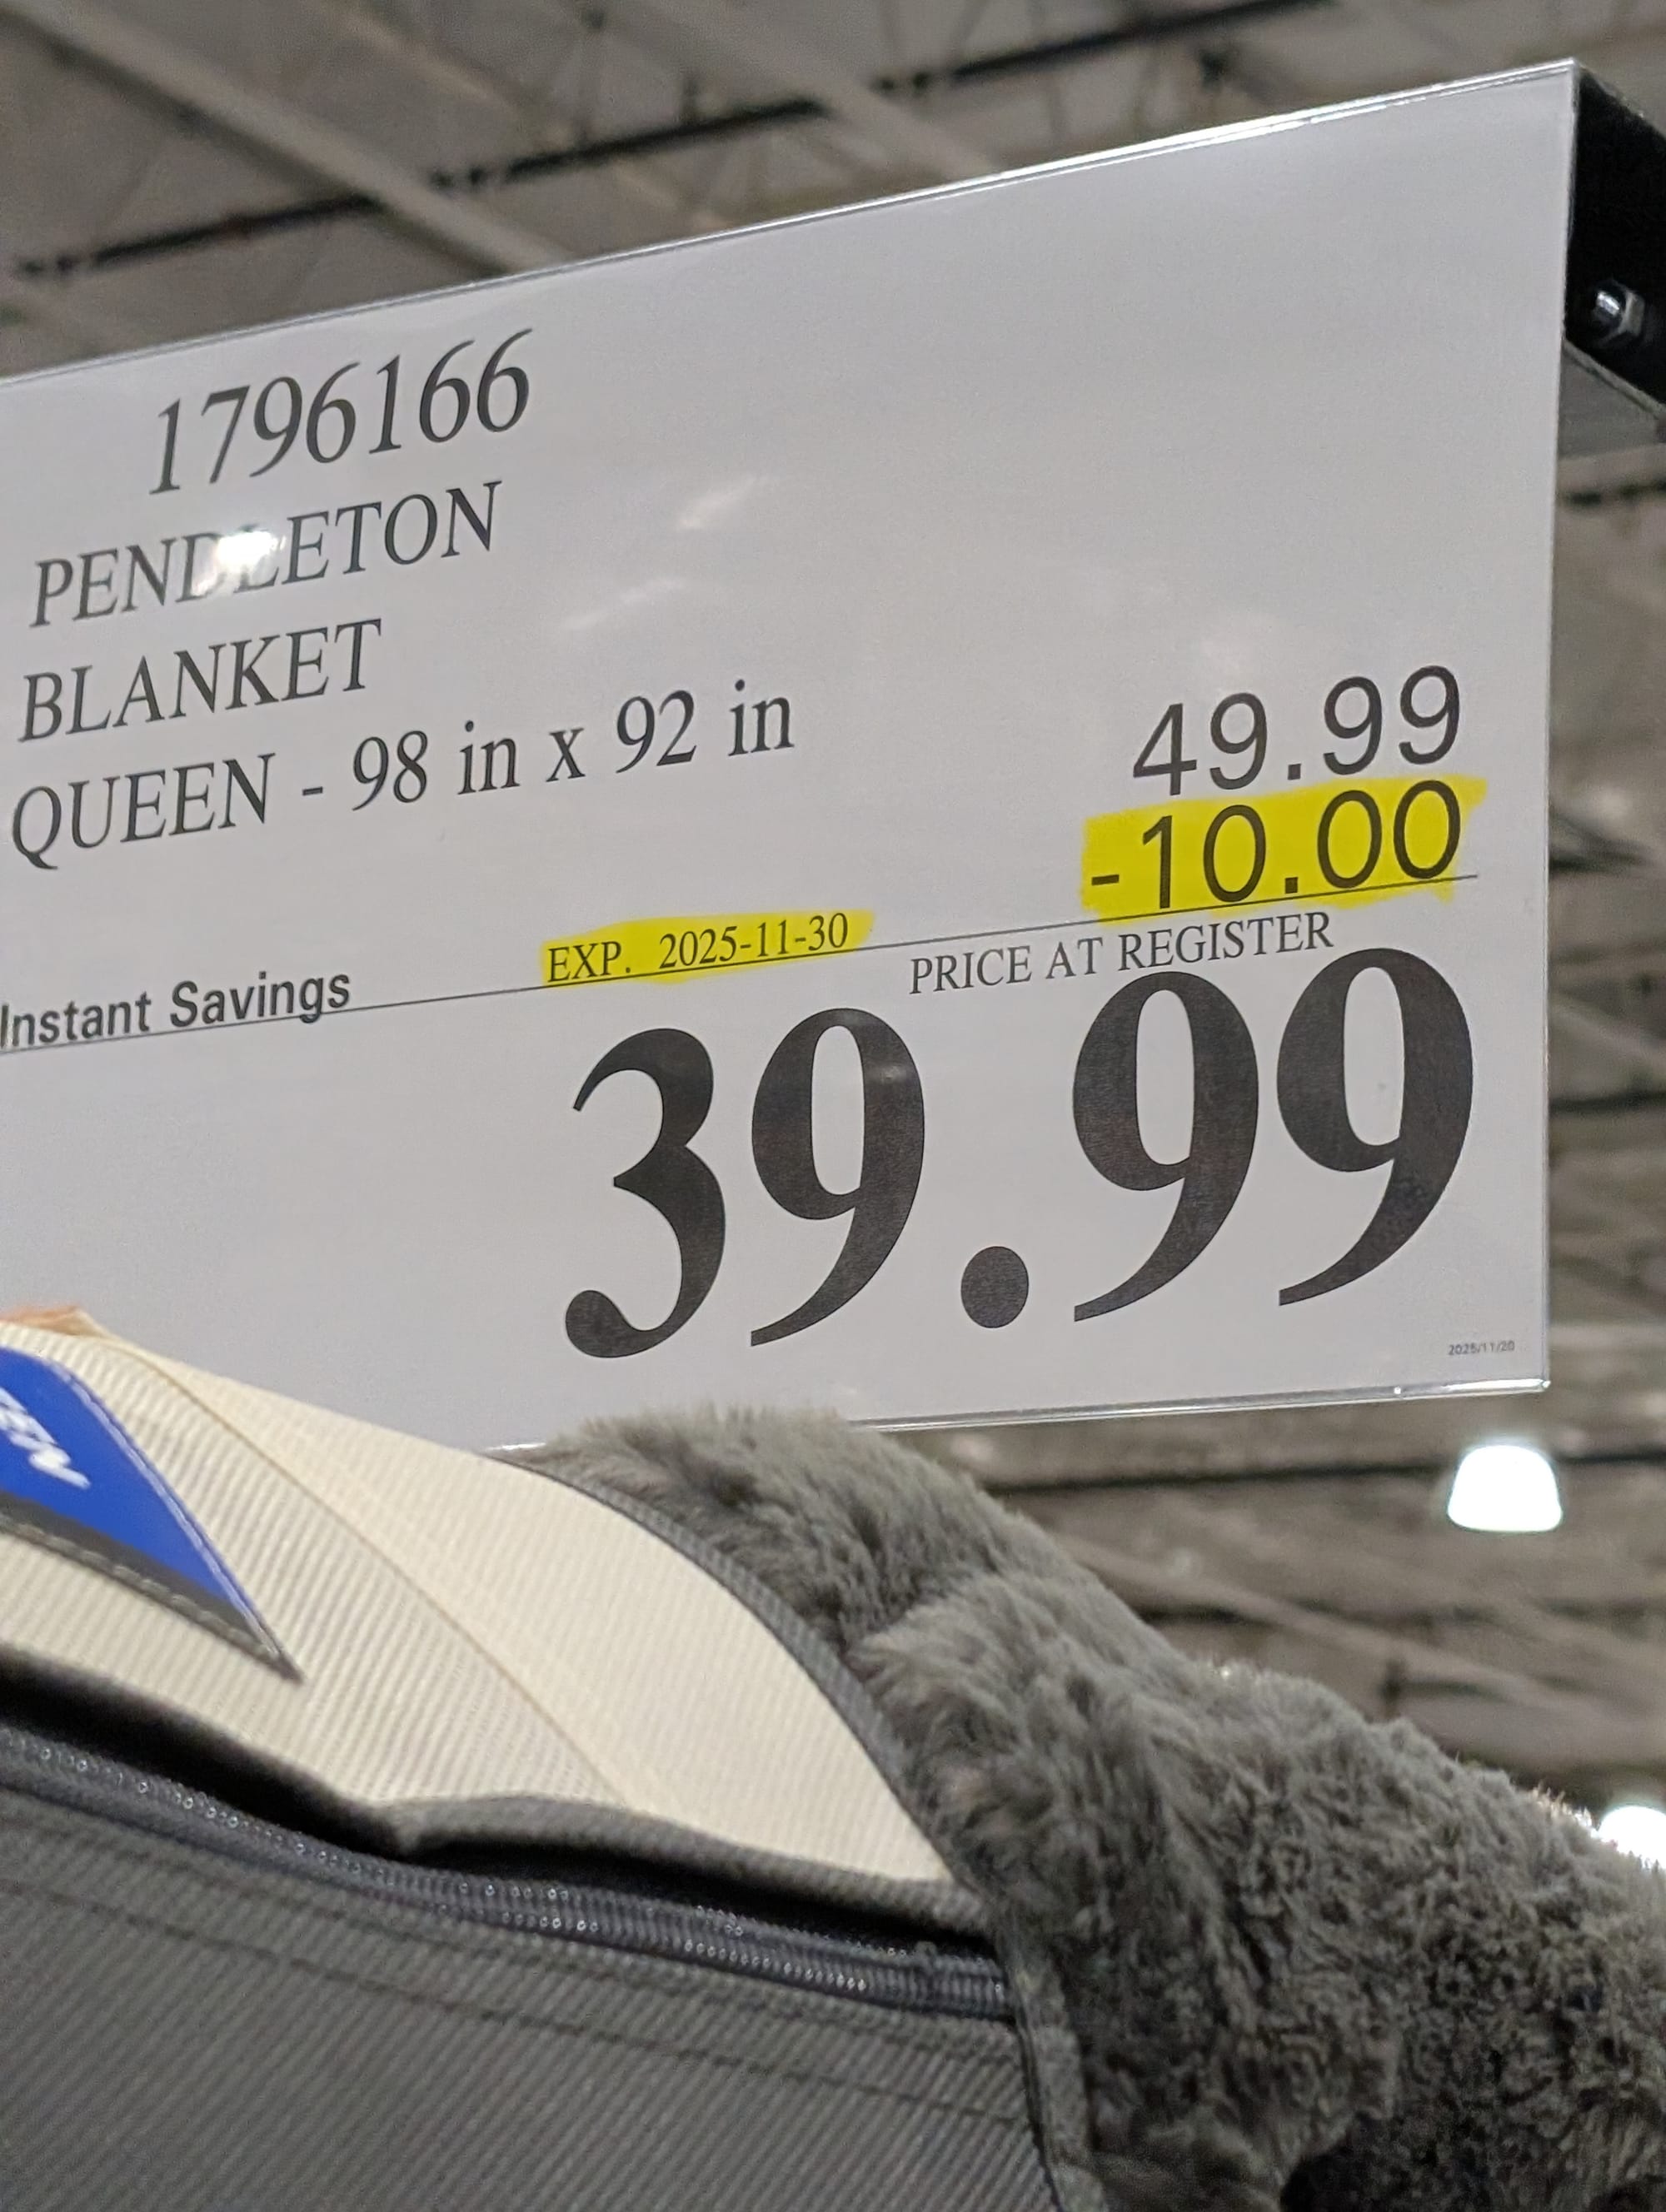 1796166
PENDLETON
BLANKET
QUEEN - 98 in x 92 in
49.99
-10.00
Instant Savings
EXP. 2025-11-30
PRICE AT REGISTER
39.99
2025/11/20